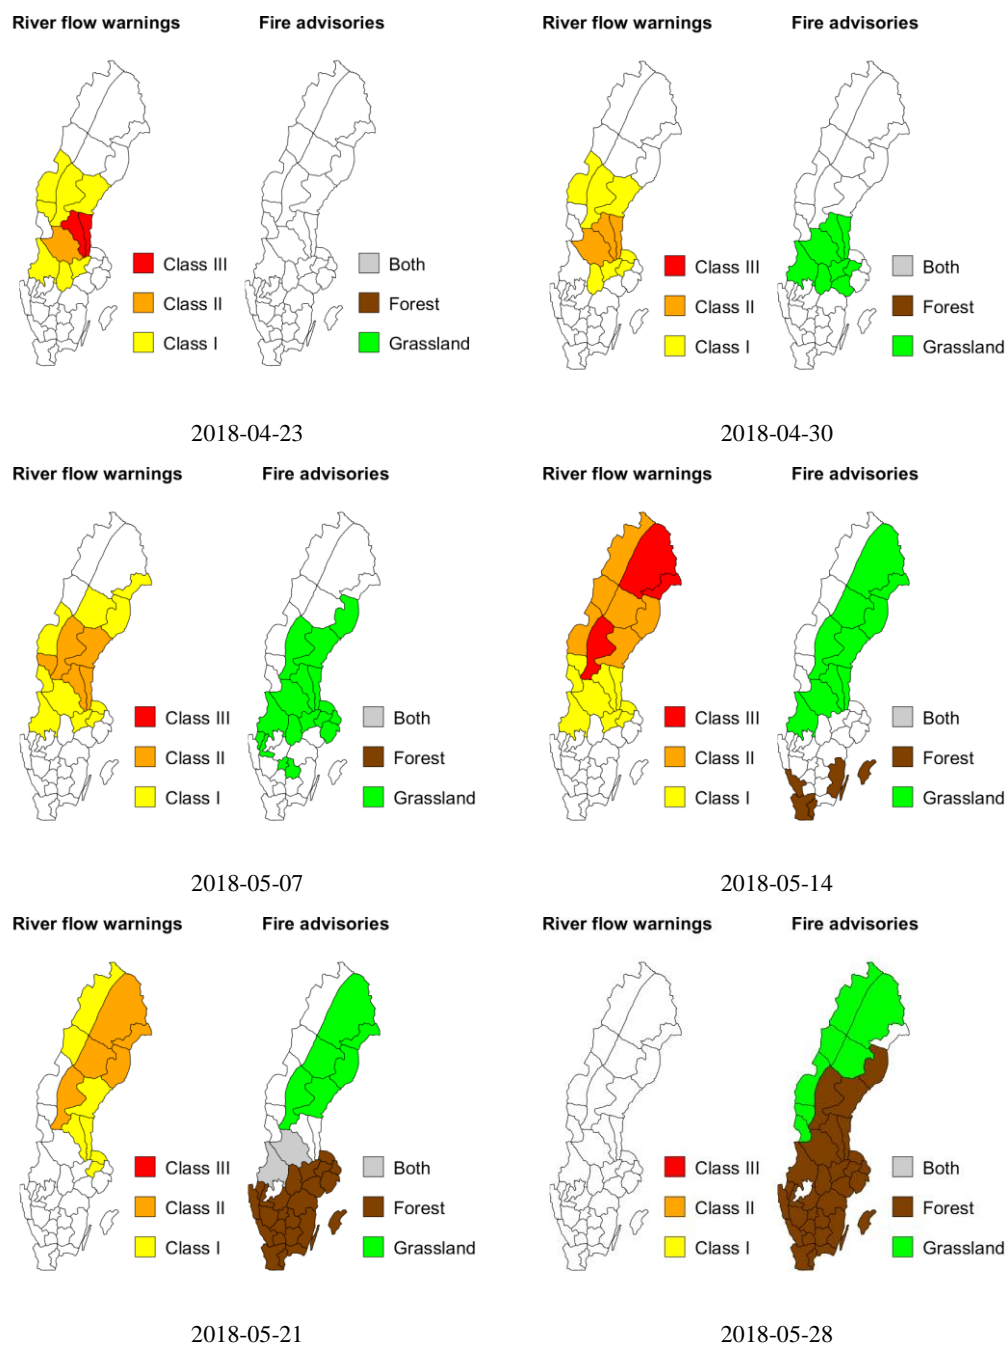 River flow warnings Fire advisories River flow warnings Fire advisories
Class III Both Class III Both
Class II Forest Class II Forest
Class I Grassland Class I Grassland
2018-04-23 2018-04-30
River flow warnings Fire advisories River flow warnings Fire advisories
Class III Both Class III Both
Class II Forest Class II Forest
Class I Grassland Class I Grassland
2018-05-07 2018-05-14
River flow warnings Fire advisories River flow warnings Fire advisories
Class III Both Class III Both
Class II Forest Class II Forest
Class I Grassland Class I Grassland
2018-05-21 2018-05-28